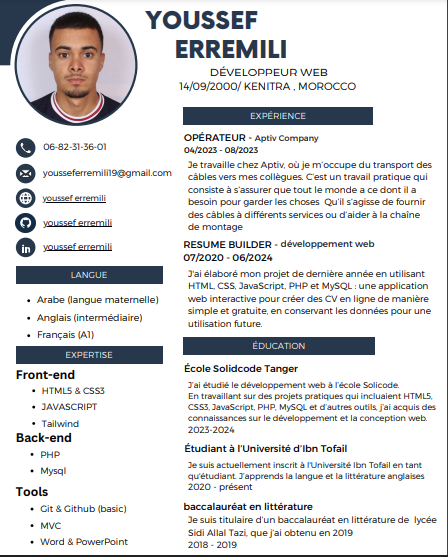 YOUSSEF
ERREMILI
DÉVELOPPEUR WEB
14/09/2000/ KENITRA , MOROCCO
06-82-31-36-01
yousseferremili19@gmail.com
youssef erremili
youssef erremili
youssef erremili
LANGUE
• Arabe (langue maternelle)
• Anglais (intermédiaire)
• Français (A1)
EXPERTISE
Front-end
• HTML5 & CSS3
• JAVASCRIPT
• Tailwind
Back-end
• PHP
• Mysql
Tools
• Git & Github (basic)
• MVC
• Word & PowerPoint
EXPÉRIENCE
OPÉRATEUR - Aptiv Company
04/2023 - 08/2023
Je travaille chez Aptiv, où je m'occupe du transport des
câbles vers mes collègues. C'est un travail pratique qui
consiste à s'assurer que tout le monde a ce dont il a
besoin pour garder les choses Qu'il s'agisse de fournir
des câbles à différents services ou d'aider à la chaîne
de montage
RESUME BUILDER - développement web
07/2020 - 06/2024
J'ai élaboré mon projet de dernière année en utilisant
HTML, CSS, JavaScript, PHP et MySQL : une application
web interactive pour créer des CV en ligne de manière
simple et gratuite, en conservant les données pour une
utilisation future.
ÉDUCATION
École Solidcode Tanger
J'ai étudié le développement web à l'école Solicode.
En travaillant sur des projets pratiques qui incluaient HTML5,
CSS3, JavaScript, PHP, MySQL et d'autres outils, j'ai acquis des
connaissances sur le développement et la conception web.
2023-2024
Étudiant à l'Université d'Ibn Tofail
Je suis actuellement inscrit à l'Université Ibn Tofail en tant
qu'étudiant. J'apprends la langue et la littérature anglaises
2020 - présent
baccalauréat en littérature
Je suis titulaire d'un baccalauréat en littérature de lycée
Sidi Allal Tazi, que j'ai obtenu en 2019
2018 - 2019